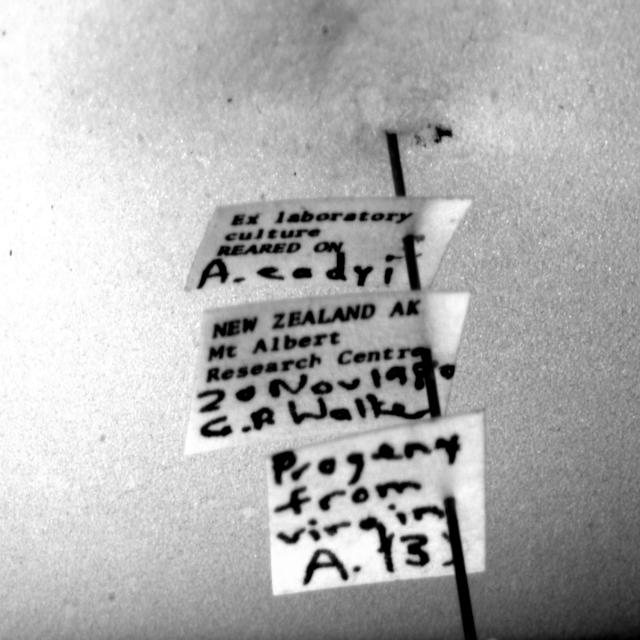 Ex laboratory
culture
REARED ON
A. eadyi
NEW ZEALAND AK
Mt Albert
Research Centre
20 Nov 1980
G.P. Walker
Progeny
from
virgin
A. (3)